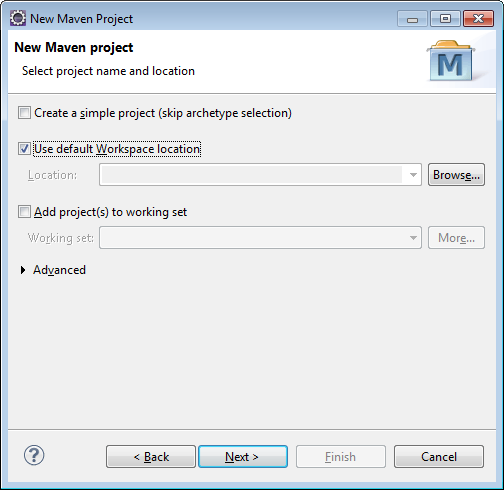 New Maven Project
New Maven project
Select project name and location
M
Create a simple project (skip archetype selection)
Use default Workspace location
Location:
Browse...
Add project(s) to working set
Working set:
More...
Advanced
?
< Back
Next >
Finish
Cancel